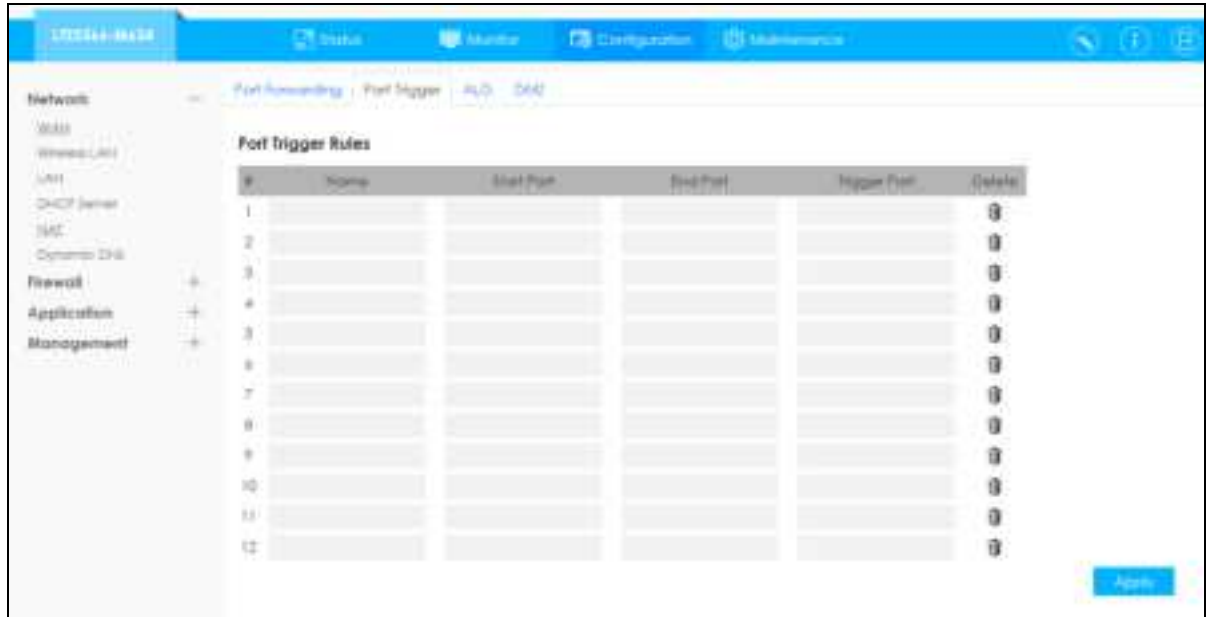 LTE5366-M608
Status Monitor Configuration Maintenance
Port Forwarding Port Trigger ALG DMZ
Network
WAN
Wireless LAN
LAN
DHCP Server
NAT
Dynamic DNS
Firewall
Application
Management
Port Trigger Rules
# Name Start Port End Port Trigger Port Delete
1
2
3
4
5
6
7
8
9
10
11
12
Apply